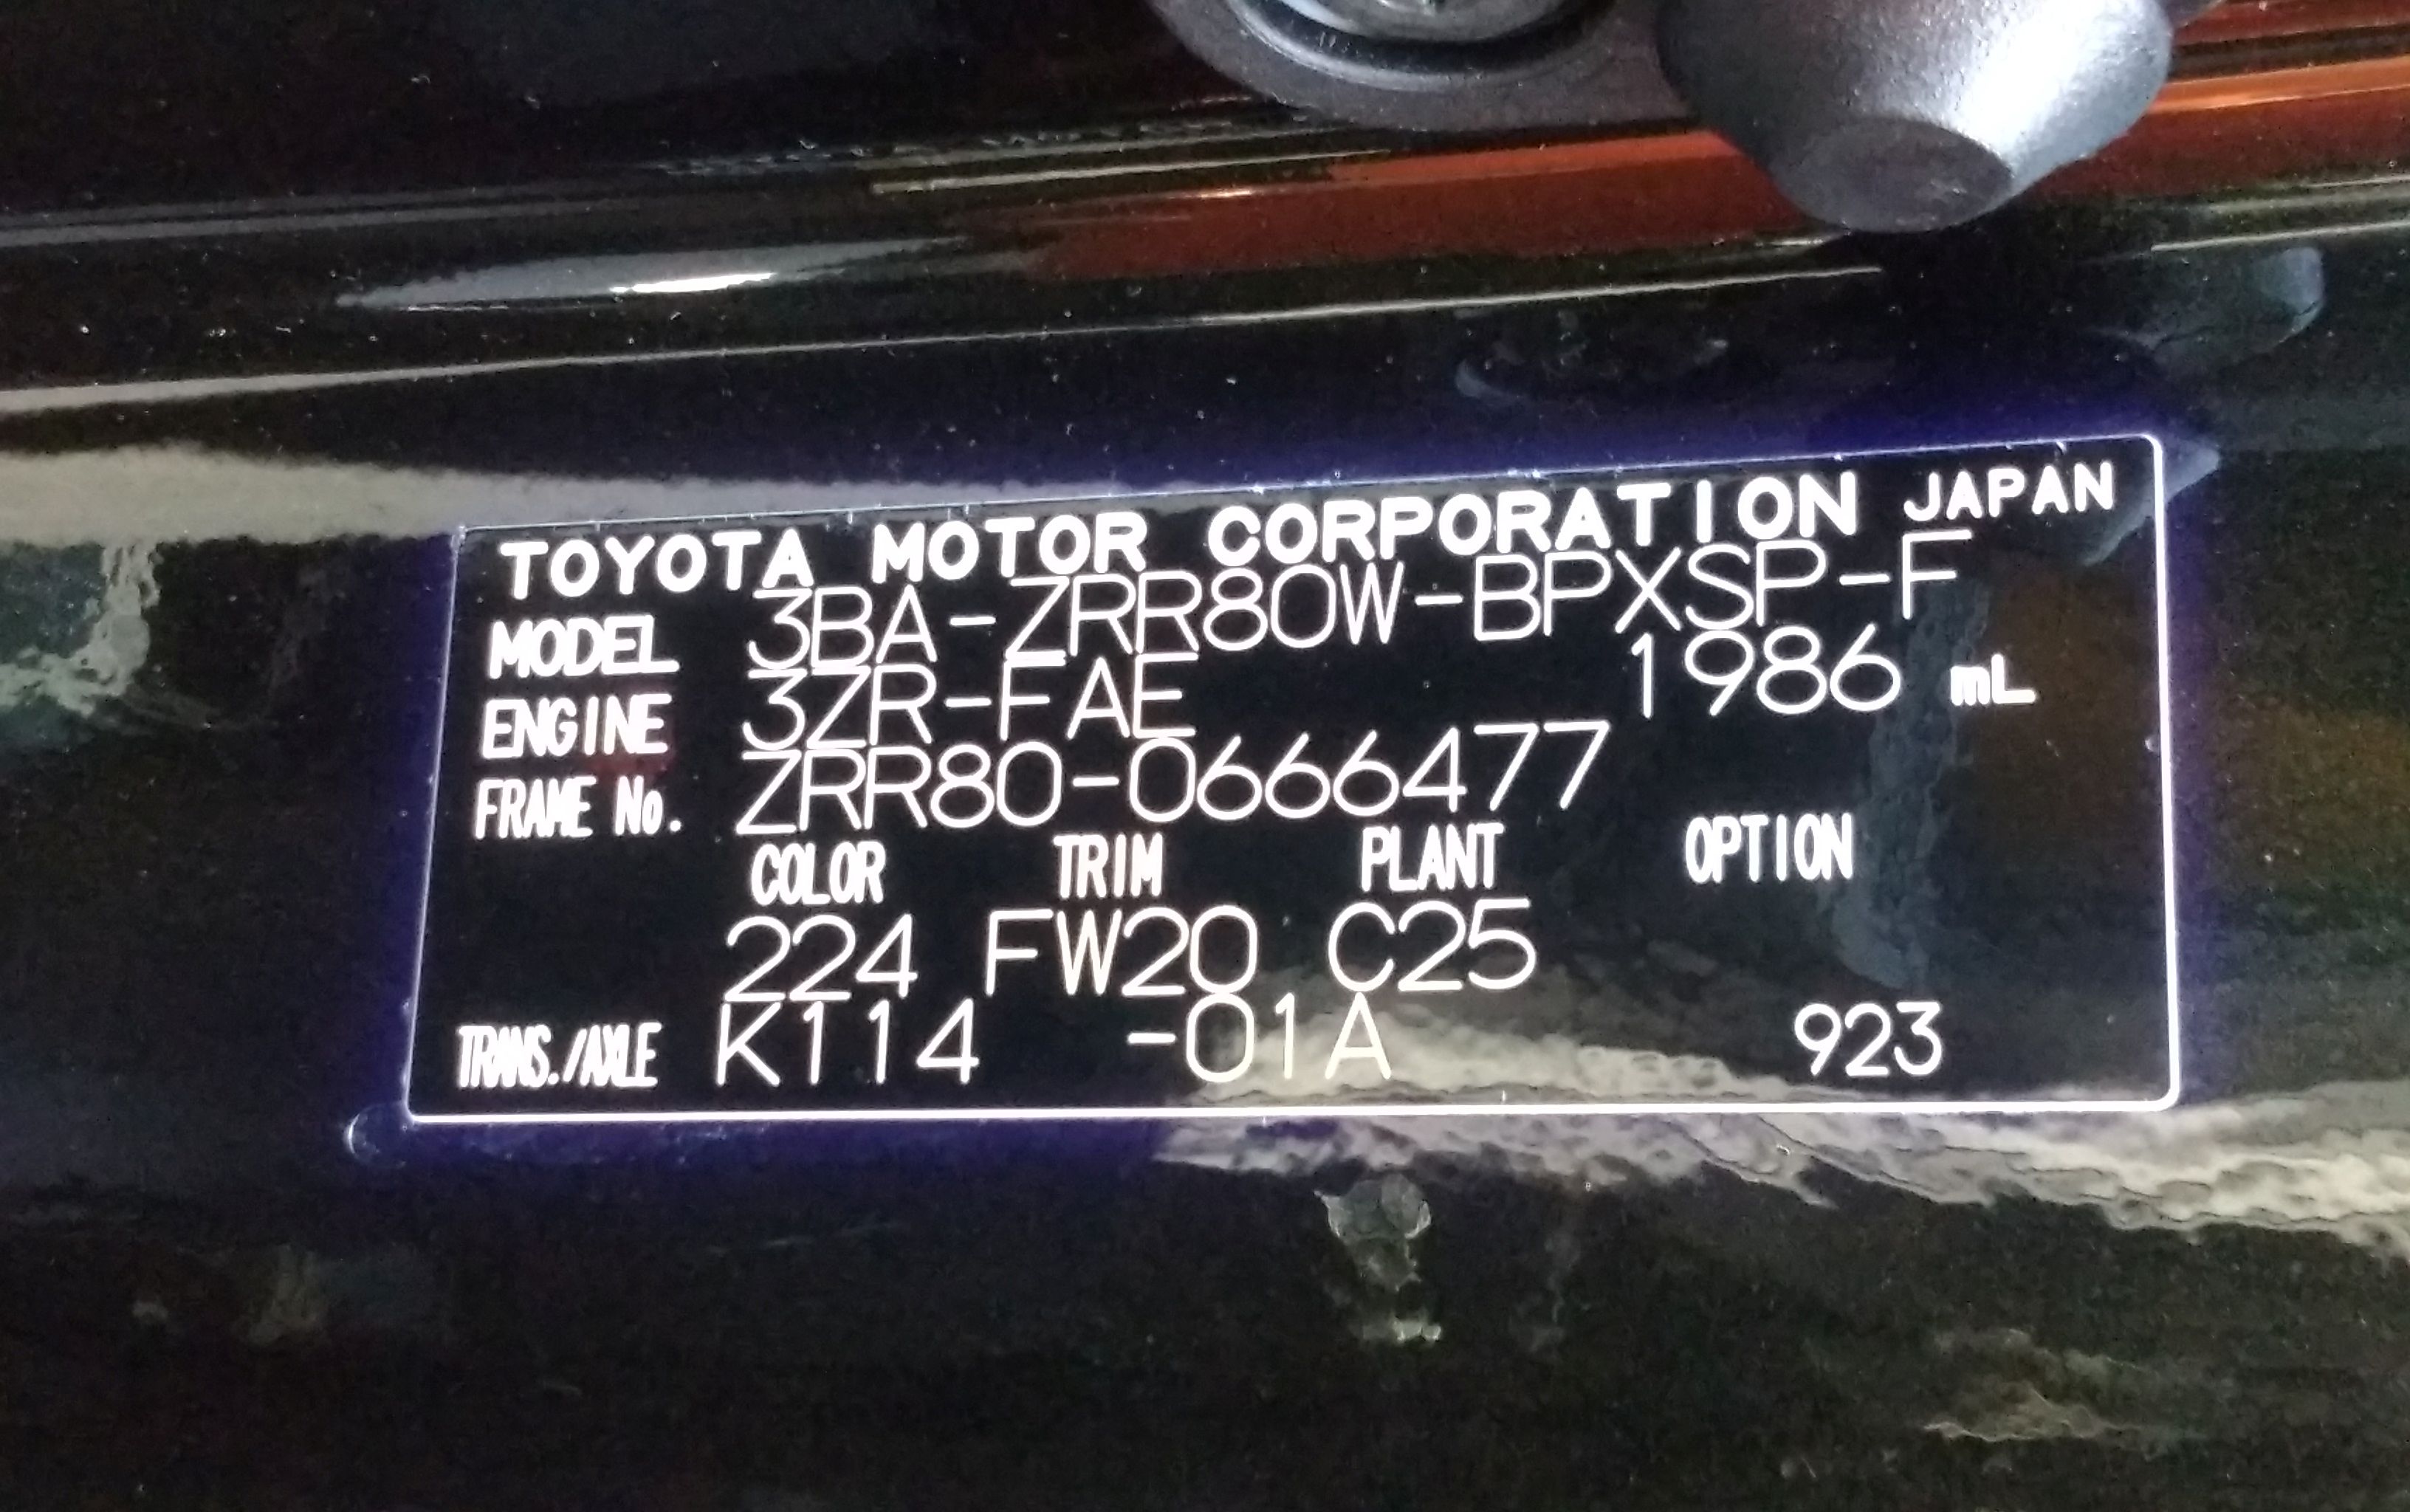 TOYOTA MOTOR CORPORATION JAPAN
MODEL 3BA-ZRR80W-BPXSP-F
ENGINE 3ZR-FAE 1986 mL
FRAME No. ZRR80-0666477
COLOR TRIM PLANT OPTION
224 FW20 C25
TRANS./AXLE K114 -01A 923